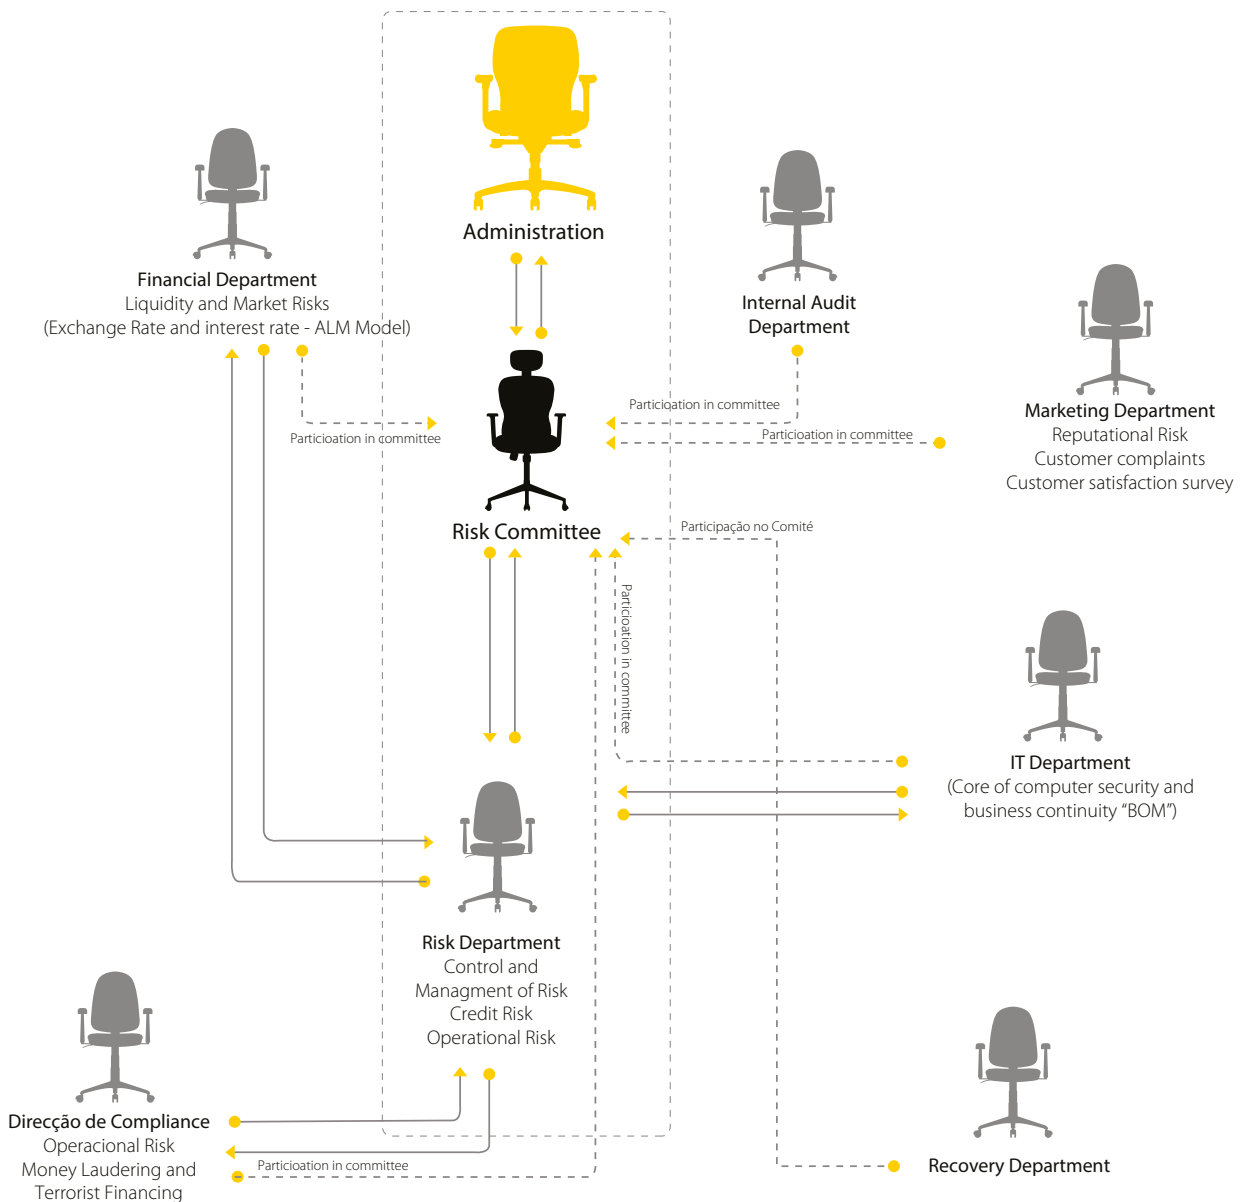 Administration
Financial Department
Liquidity and Market Risks
(Exchange Rate and interest rate - ALM Model)
Internal Audit
Department
Marketing Department
Reputational Risk
Customer complaints
Customer satisfaction survey
Particioation in committee
Particioation in committee
Particioation in committee
Risk Committee
Participação no Comité
Particioation in committee
IT Department
(Core of computer security and
business continuity “BOM”)
Risk Department
Control and
Managment of Risk
Credit Risk
Operational Risk
Direcção de Compliance
Operacional Risk
Money Laudering and
Terrorist Financing
Particioation in committee
Recovery Department